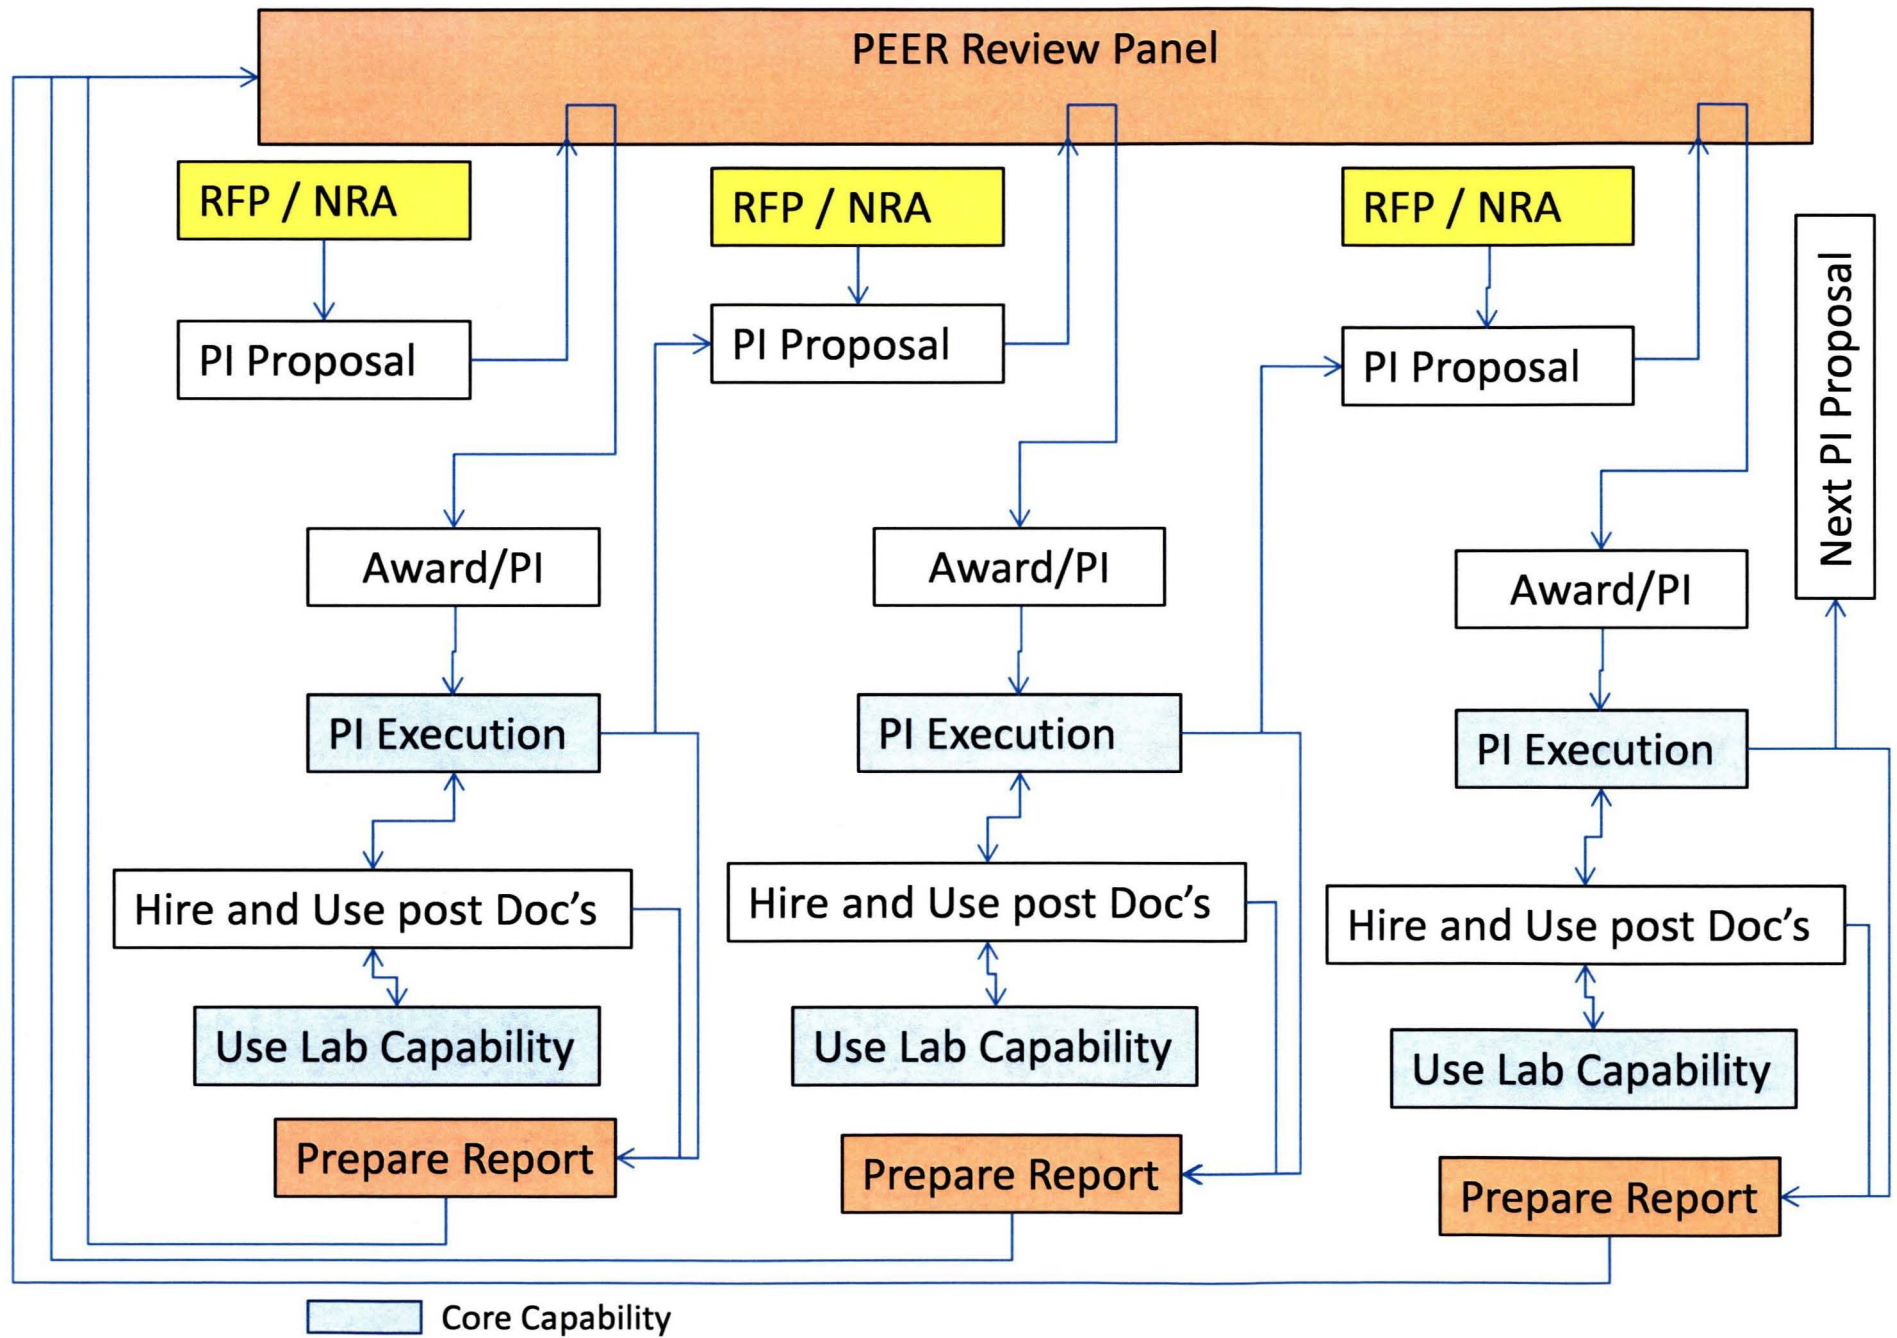 PEER Review Panel
RFP / NRA
PI Proposal
Award/PI
PI Execution
Hire and Use post Doc’s
Use Lab Capability
Prepare Report
RFP / NRA
PI Proposal
Award/PI
PI Execution
Hire and Use post Doc’s
Use Lab Capability
Prepare Report
RFP / NRA
PI Proposal
Award/PI
PI Execution
Hire and Use post Doc’s
Use Lab Capability
Prepare Report
Next PI Proposal
Core Capability